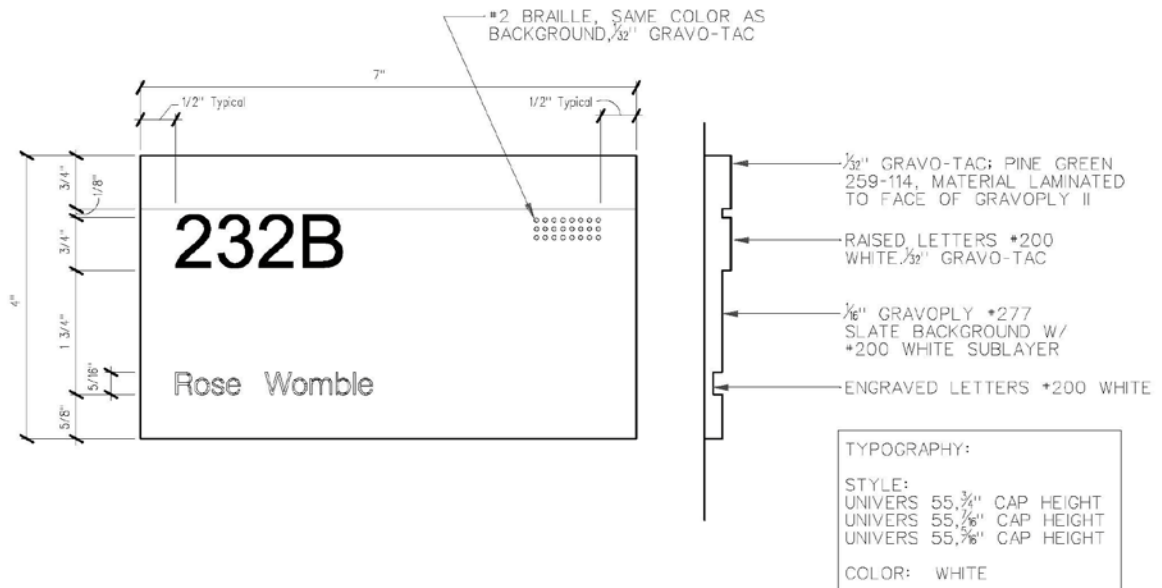 #2 BRAILLE, SAME COLOR AS
BACKGROUND,1/32" GRAVO-TAC
7"
1/2" Typical
1/2" Typical
3/4"
1/8"
3/4"
4"
1 3/4"
5/16"
5/8"
232B
Rose Womble
1/32" GRAVO-TAC; PINE GREEN
259-114, MATERIAL LAMINATED
TO FACE OF GRAVOPLY II
RAISED LETTERS #200
WHITE.1/32" GRAVO-TAC
1/16" GRAVOPLY #277
SLATE BACKGROUND W/
#200 WHITE SUBLAYER
ENGRAVED LETTERS #200 WHITE
TYPOGRAPHY:
STYLE:
UNIVERS 55,3/4" CAP HEIGHT
UNIVERS 55,7/16" CAP HEIGHT
UNIVERS 55,5/16" CAP HEIGHT
COLOR: WHITE